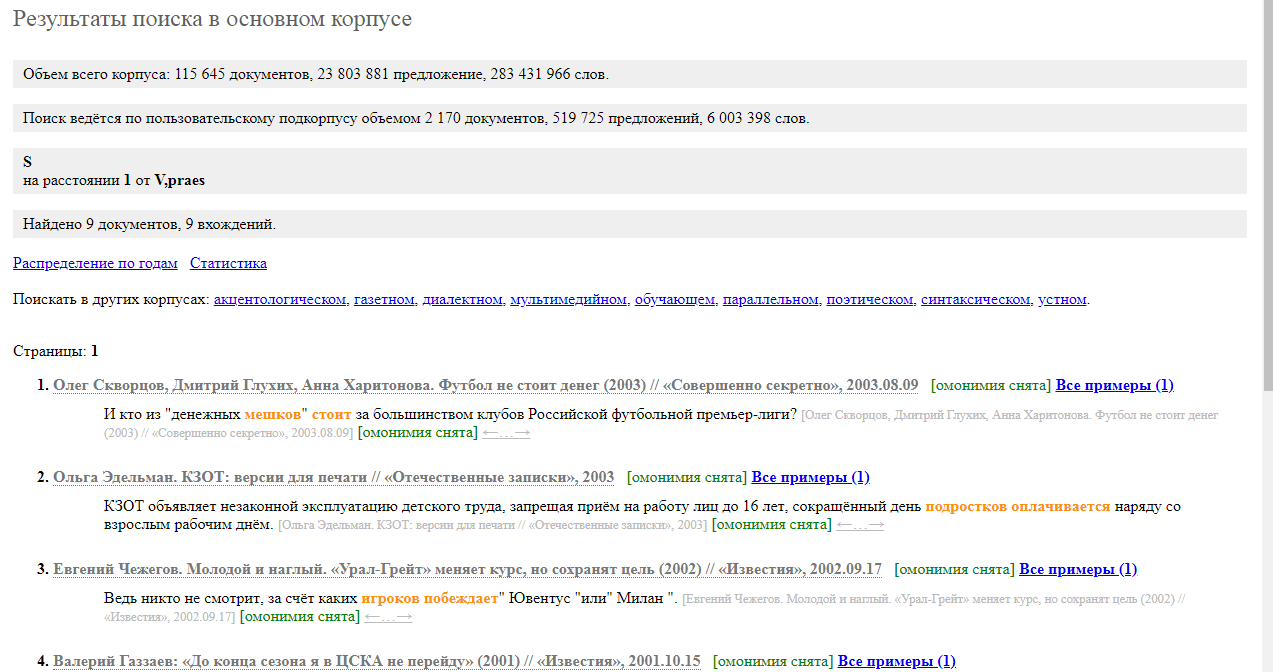 Результаты поиска в основном корпусе
Объем всего корпуса: 115 645 документов, 23 803 881 предложение, 283 431 966 слов.
Поиск ведётся по пользовательскому подкорпусу объемом 2 170 документов, 519 725 предложений, 6 003 398 слов.
S
на расстоянии 1 от V,praes
Найдено 9 документов, 9 вхождений.
Распределение по годам Статистика
Поискать в других корпусах: акцентологическом, газетном, диалектном, мультимедийном, обучающем, параллельном, поэтическом, синтаксическом, устном.
Страницы: 1
1. Олег Скворцов, Дмитрий Глухих, Анна Харитонова. Футбол не стоит денег (2003) // «Совершенно секретно», 2003.08.09 [омонимия снята] Все примеры (1)
И кто из "денежных мешков" стоит за большинством клубов Российской футбольной премьер-лиги? [Олег Скворцов, Дмитрий Глухих, Анна Харитонова. Футбол не стоит денег
(2003) // «Совершенно секретно», 2003.08.09] [омонимия снята] ←…→
2. Ольга Эдельман. КЗОТ: версии для печати // «Отечественные записки», 2003 [омонимия снята] Все примеры (1)
КЗОТ объявляет незаконной эксплуатацию детского труда, запрещая приём на работу лиц до 16 лет, сокращённый день подростков оплачивается наряду со
взрослым рабочим днём. [Ольга Эдельман. КЗОТ: версии для печати // «Отечественные записки», 2003] [омонимия снята] ←…→
3. Евгений Чежегов. Молодой и наглый. «Урал-Грейт» меняет курс, но сохранят цель (2002) // «Известия», 2002.09.17 [омонимия снята] Все примеры (1)
Ведь никто не смотрит, за счёт каких игроков побеждает" Ювентус "или" Милан ". [Евгений Чежегов. Молодой и наглый. «Урал-Грейт» меняет курс, но сохранят цель (2002) //
«Известия», 2002.09.17] [омонимия снята] ←…→
4. Валерий Газзаев: «До конца сезона я в ЦСКА не перейду» (2001) // «Известия», 2001.10.15 [омонимия снята] Все примеры (1)